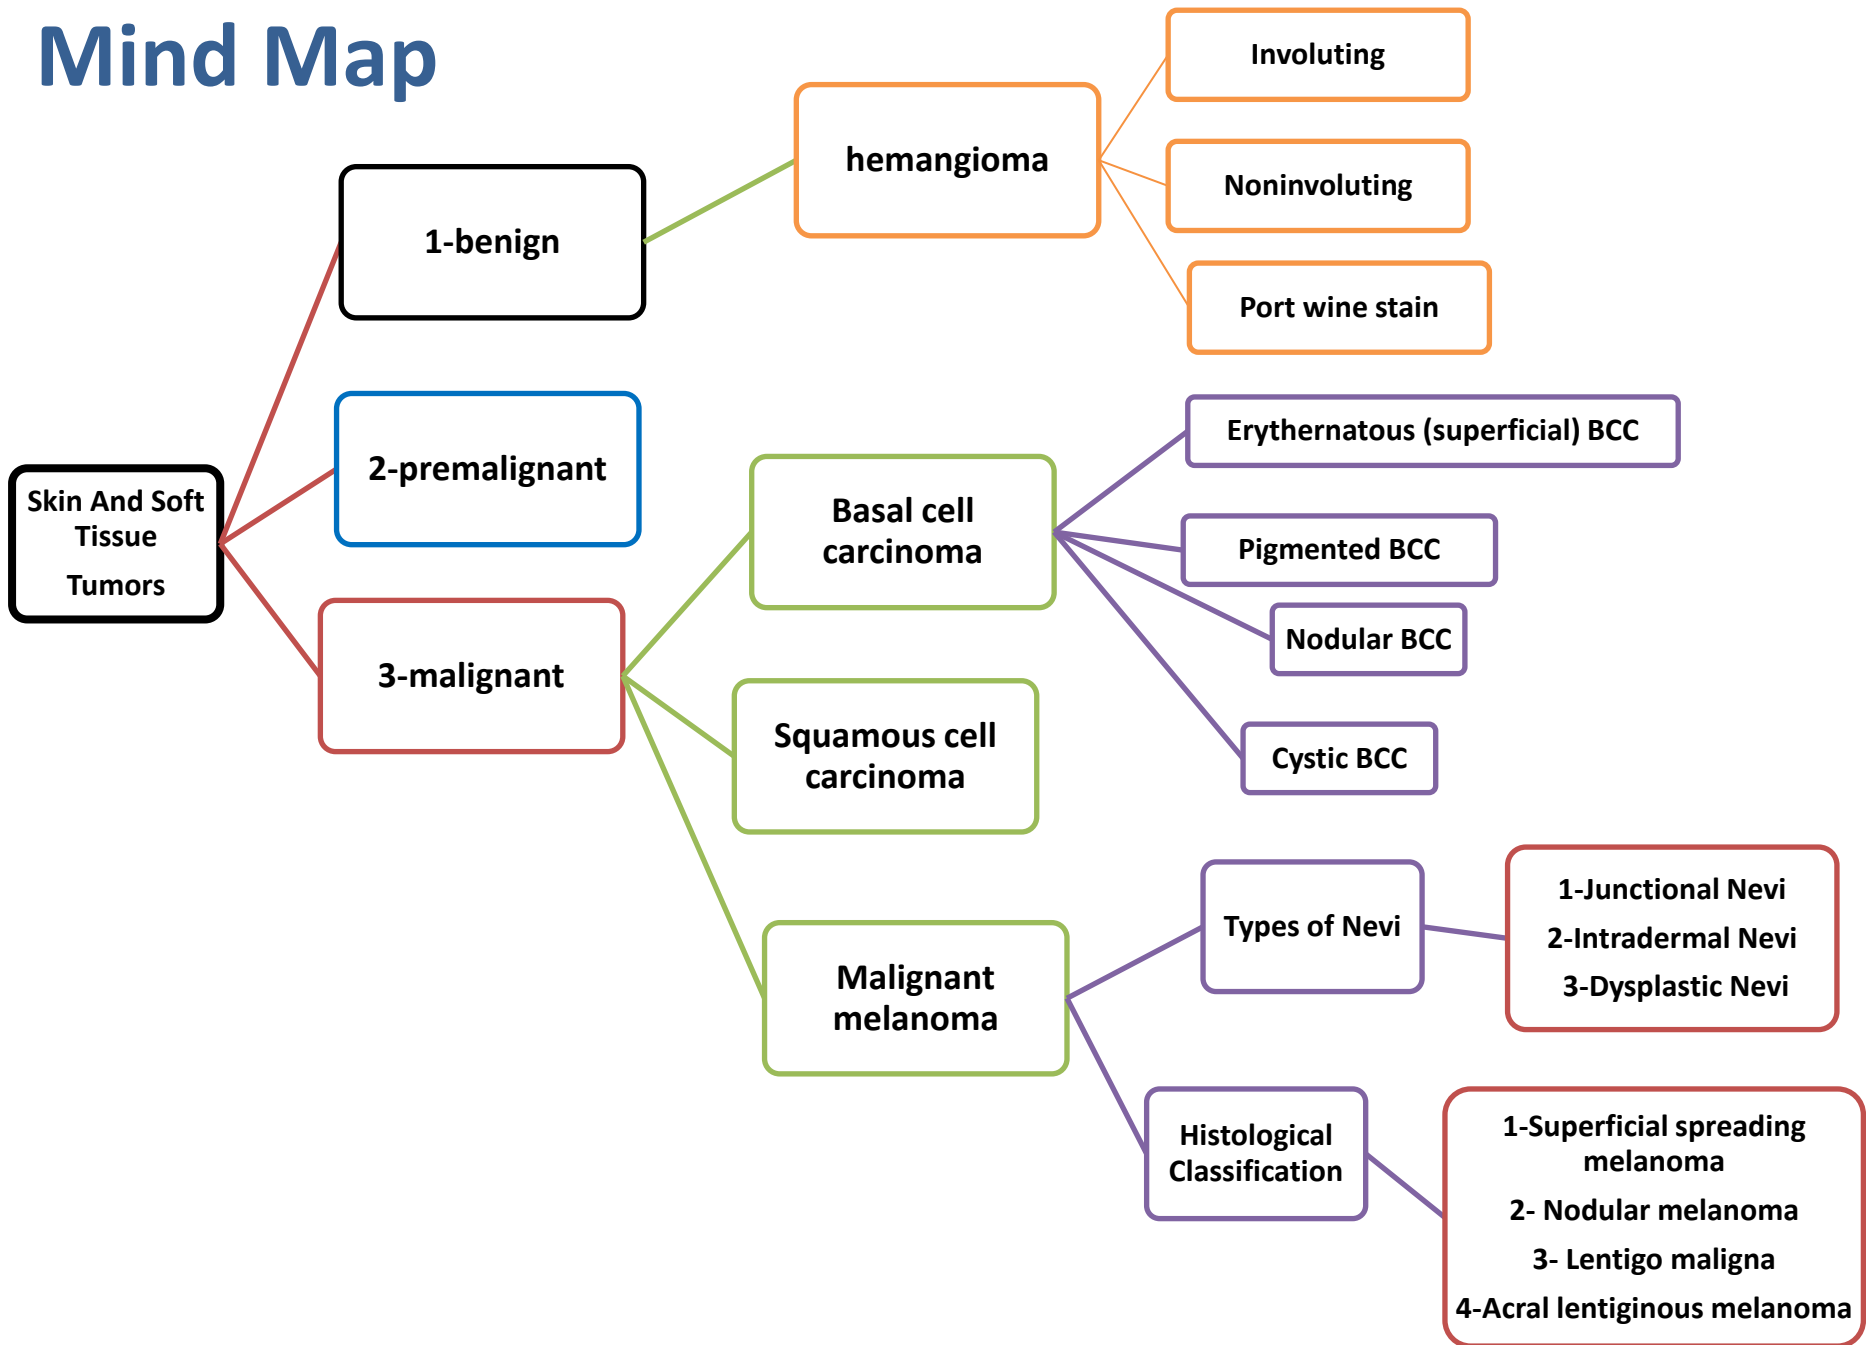 Mind Map
Skin And Soft
Tissue
Tumors
1-benign
hemangioma
Involuting
Noninvoluting
Port wine stain
2-premalignant
3-malignant
Basal cell
carcinoma
Erythernatous (superficial) BCC
Pigmented BCC
Nodular BCC
Cystic BCC
Squamous cell
carcinoma
Malignant
melanoma
Types of Nevi
1-Junctional Nevi
2-Intradermal Nevi
3-Dysplastic Nevi
Histological
Classification
1-Superficial spreading
melanoma
2- Nodular melanoma
3- Lentigo maligna
4-Acral lentiginous melanoma